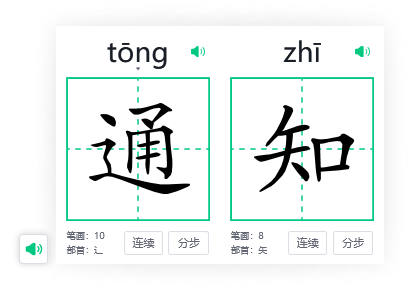 tōng zhī
通 知
笔画：10 连续 分步 笔画：8 连续 分步
部首：辶 部首：矢